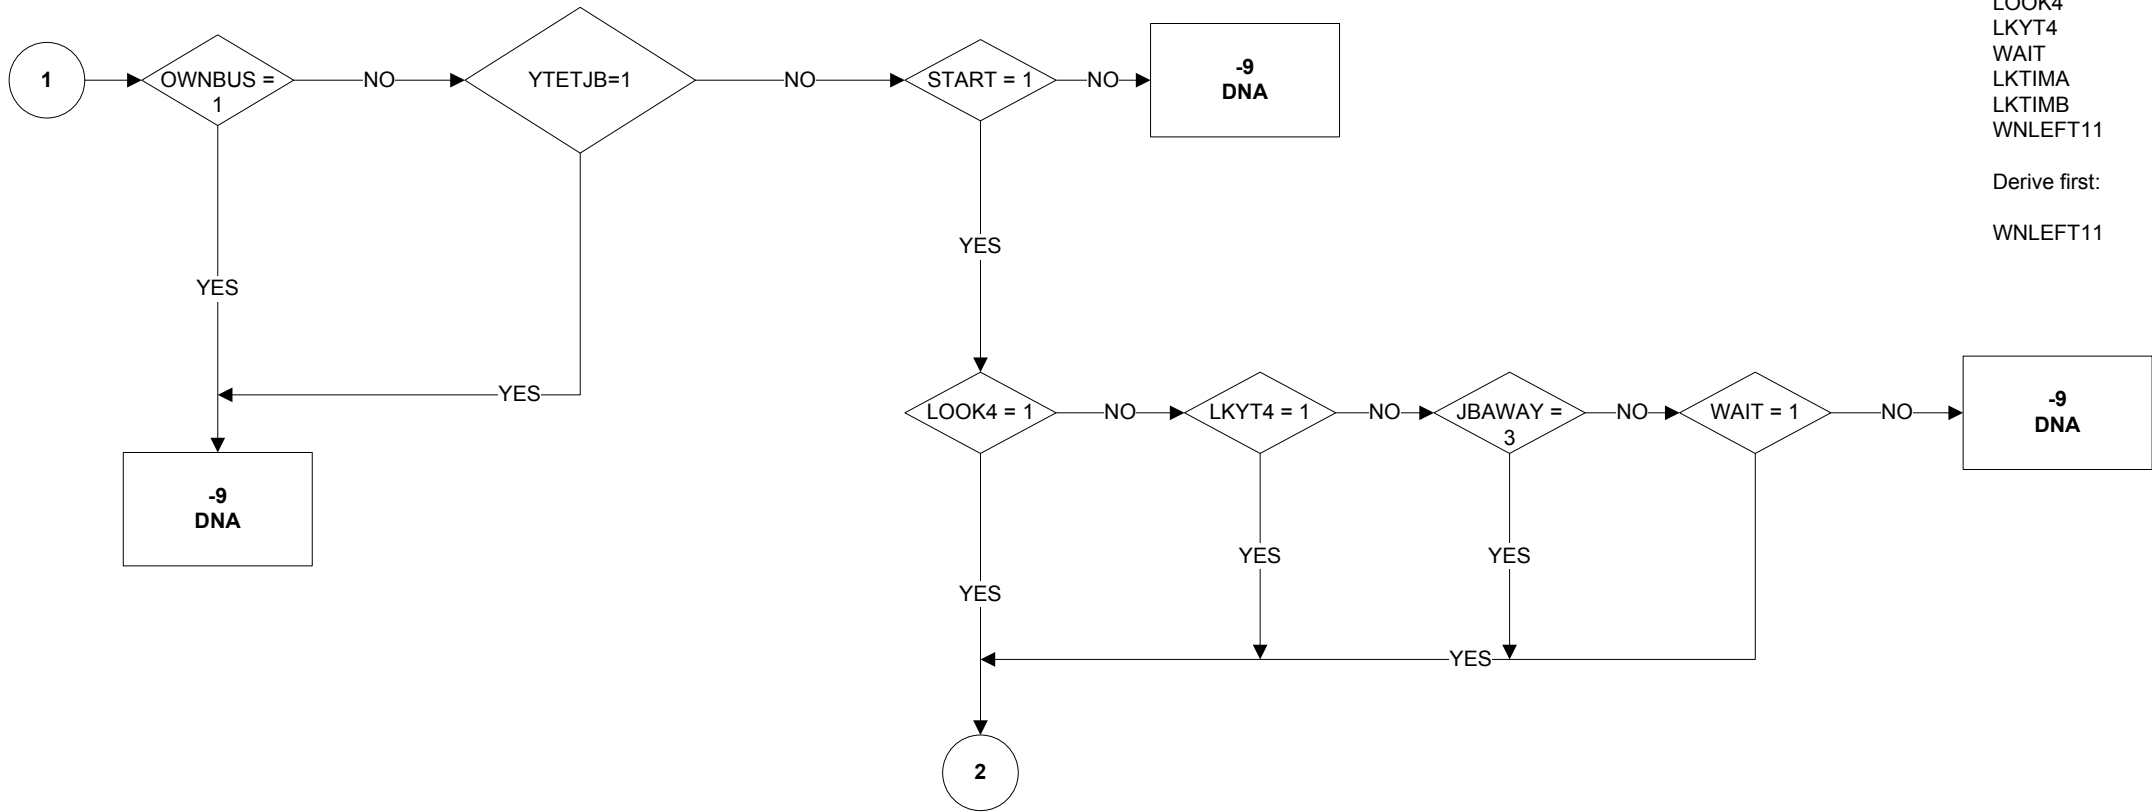 1
OWNBUS =
1
NO
YTETJB=1
NO
START = 1
NO
-9
DNA
LOOK4
LKYT4
WAIT
LKTIMA
LKTIMB
WNLEFT11
Derive first:
WNLEFT11
YES
YES
YES
-9
DNA
LOOK4 = 1
NO
LKYT4 = 1
NO
JBAWAY =
3
NO
WAIT = 1
NO
-9
DNA
YES
YES
YES
YES
2